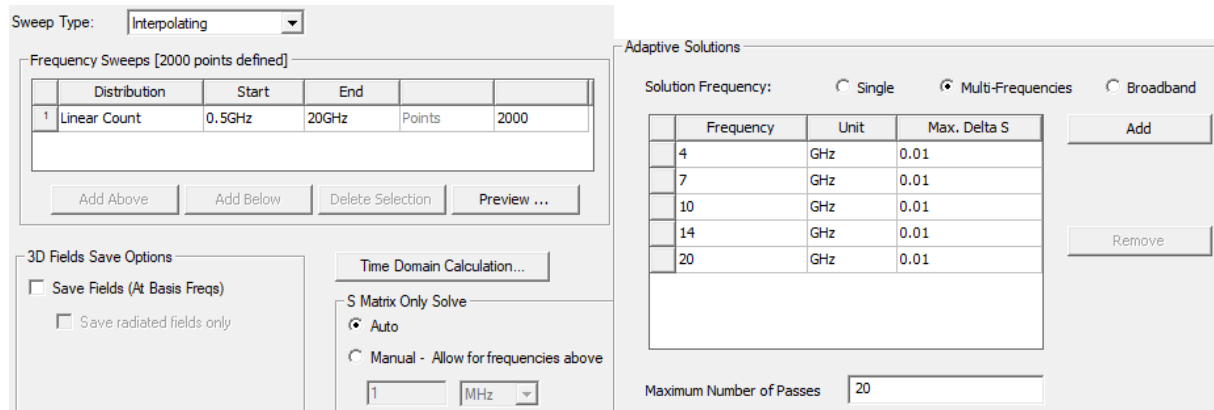 Sweep Type: Interpolating
Frequency Sweeps [2000 points defined]
Distribution Start End
1 Linear Count 0.5GHz 20GHz Points 2000
Add Above Add Below Delete Selection Preview ...
3D Fields Save Options
Save Fields (At Basis Freqs)
Save radiated fields only
Time Domain Calculation...
S Matrix Only Solve
Auto
Manual - Allow for frequencies above
1 MHz
Adaptive Solutions
Solution Frequency: Single Multi-Frequencies Broadband
Frequency Unit Max. Delta S
4 GHz 0.01
7 GHz 0.01
10 GHz 0.01
14 GHz 0.01
20 GHz 0.01
Add
Remove
Maximum Number of Passes 20